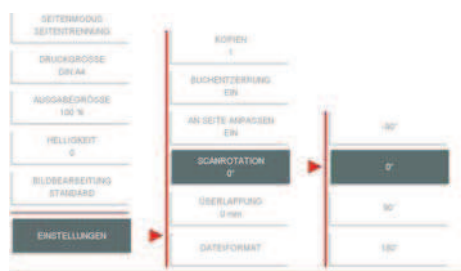 SEITENMODUS
SEITENTRENNUNG
DRUCKGRÖSSE
DIN A4
AUSGABEGRÖSSE
100 %
HELLIGKEIT
0
BILDBEARBEITUNG
STANDARD
EINSTELLUNGEN
KOPIEN
1
BUCHENTZERRUNG
EIN
AN SEITE ANPASSEN
EIN
SCANROTATION
0°
ÜBERLAPPUNG
0 mm
DATEIFORMAT
-90°
0°
90°
180°